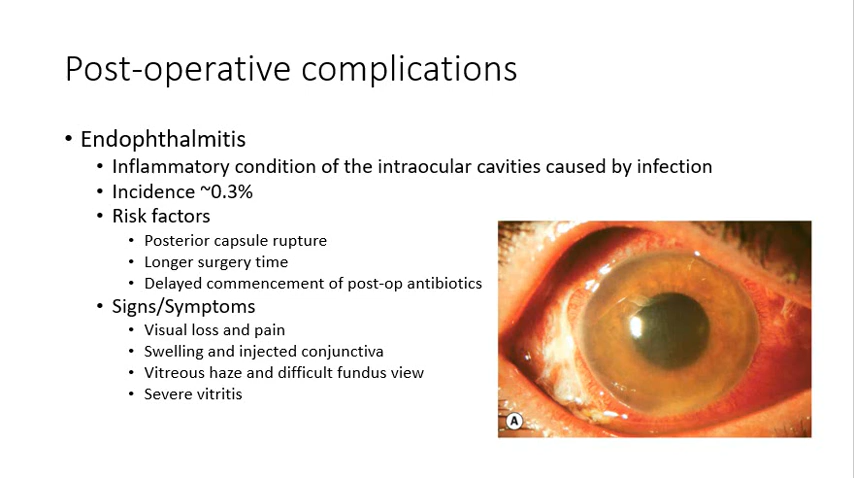 Post-operative complications
• Endophthalmitis
• Inflammatory condition of the intraocular cavities caused by infection
• Incidence ~0.3%
• Risk factors
• Posterior capsule rupture
• Longer surgery time
• Delayed commencement of post-op antibiotics
• Signs/Symptoms
• Visual loss and pain
• Swelling and injected conjunctiva
• Vitreous haze and difficult fundus view
• Severe vitritis
A